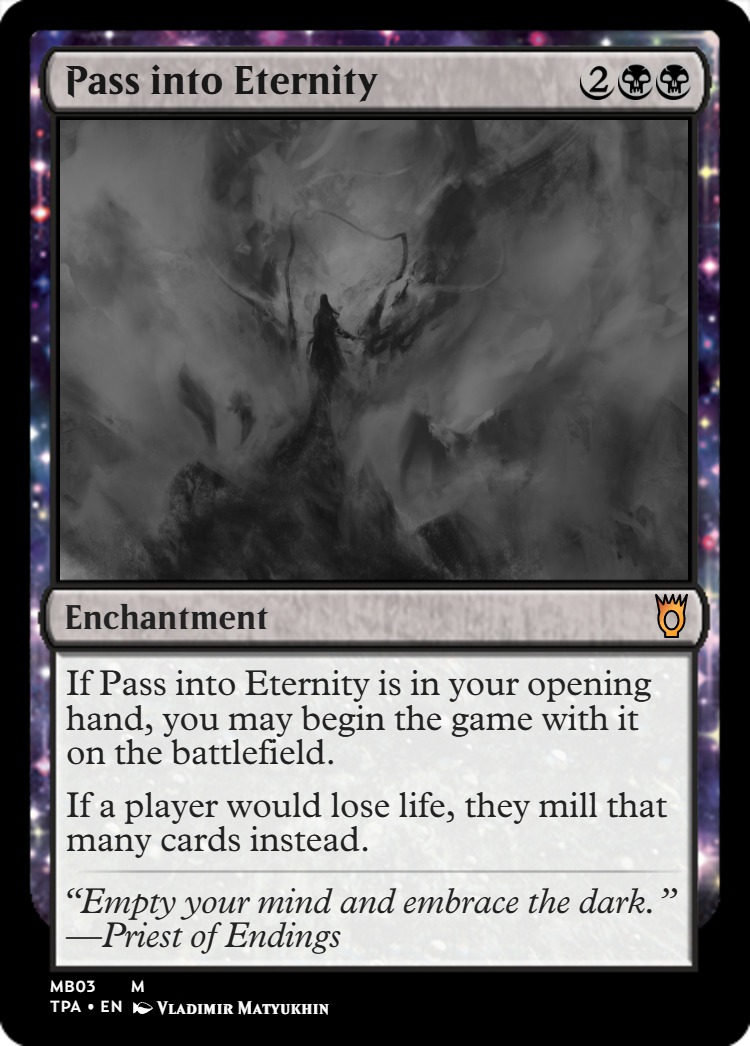 Pass into Eternity 2
Enchantment
If Pass into Eternity is in your opening
hand, you may begin the game with it
on the battlefield.
If a player would lose life, they mill that
many cards instead.
“Empty your mind and embrace the dark.”
—Priest of Endings
MB03 M
TPA • EN Vladimir Matyukhin